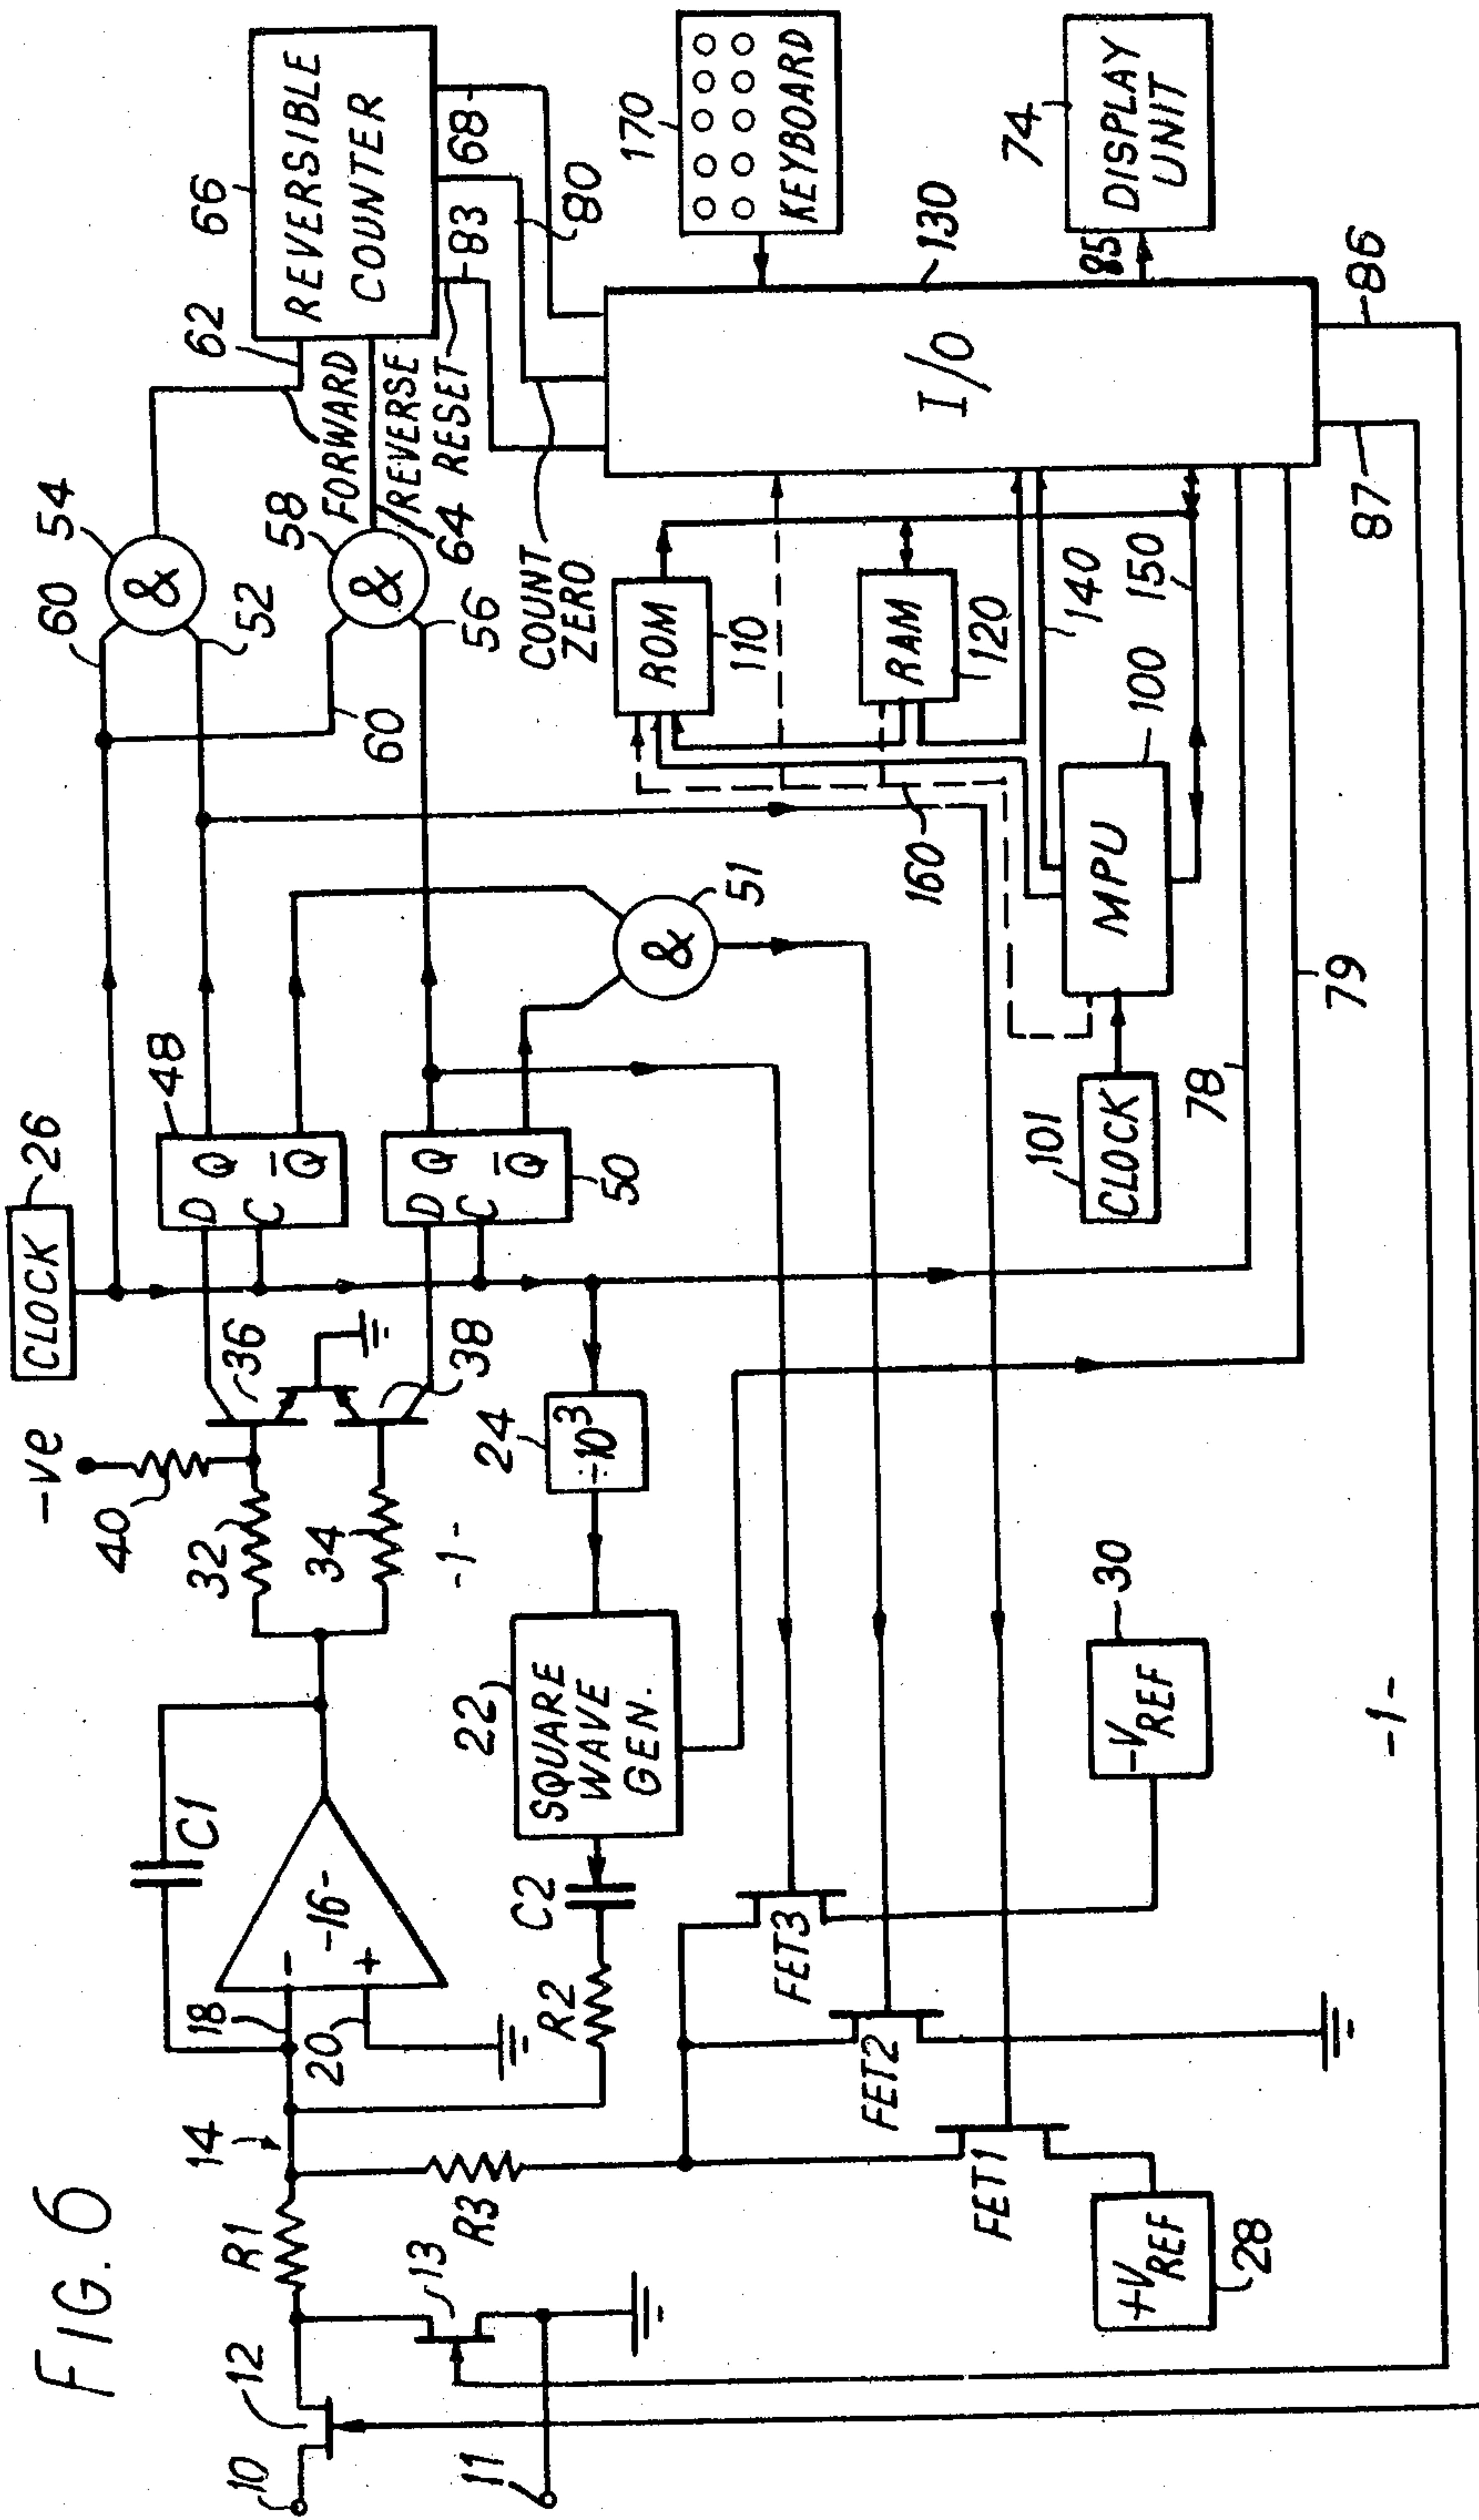 FIG. 6
10
12
11
13
R1
14
R3
18
20
-
+
-16-
C1
R2
C2
22
SQUARE
WAVE
GEN.
24
÷10³
32
34
-1-
40
-ve
36
38
CLOCK
26
48
D Q
C Q̄
50
D Q
C Q̄
51
&
60
52
54
&
60
56
58
&
FORWARD
62
REVERSE
64
RESET
REVERSIBLE
COUNTER
66
83
68
80
COUNT
ZERO
ROM
110
RAM
120
160
140
150
MPU
100
CLOCK
101
78
79
I/O
130
KEYBOARD
170
DISPLAY
UNIT
74
85
86
87
FET1
FET2
FET3
+VREF
28
-VREF
30
-1-